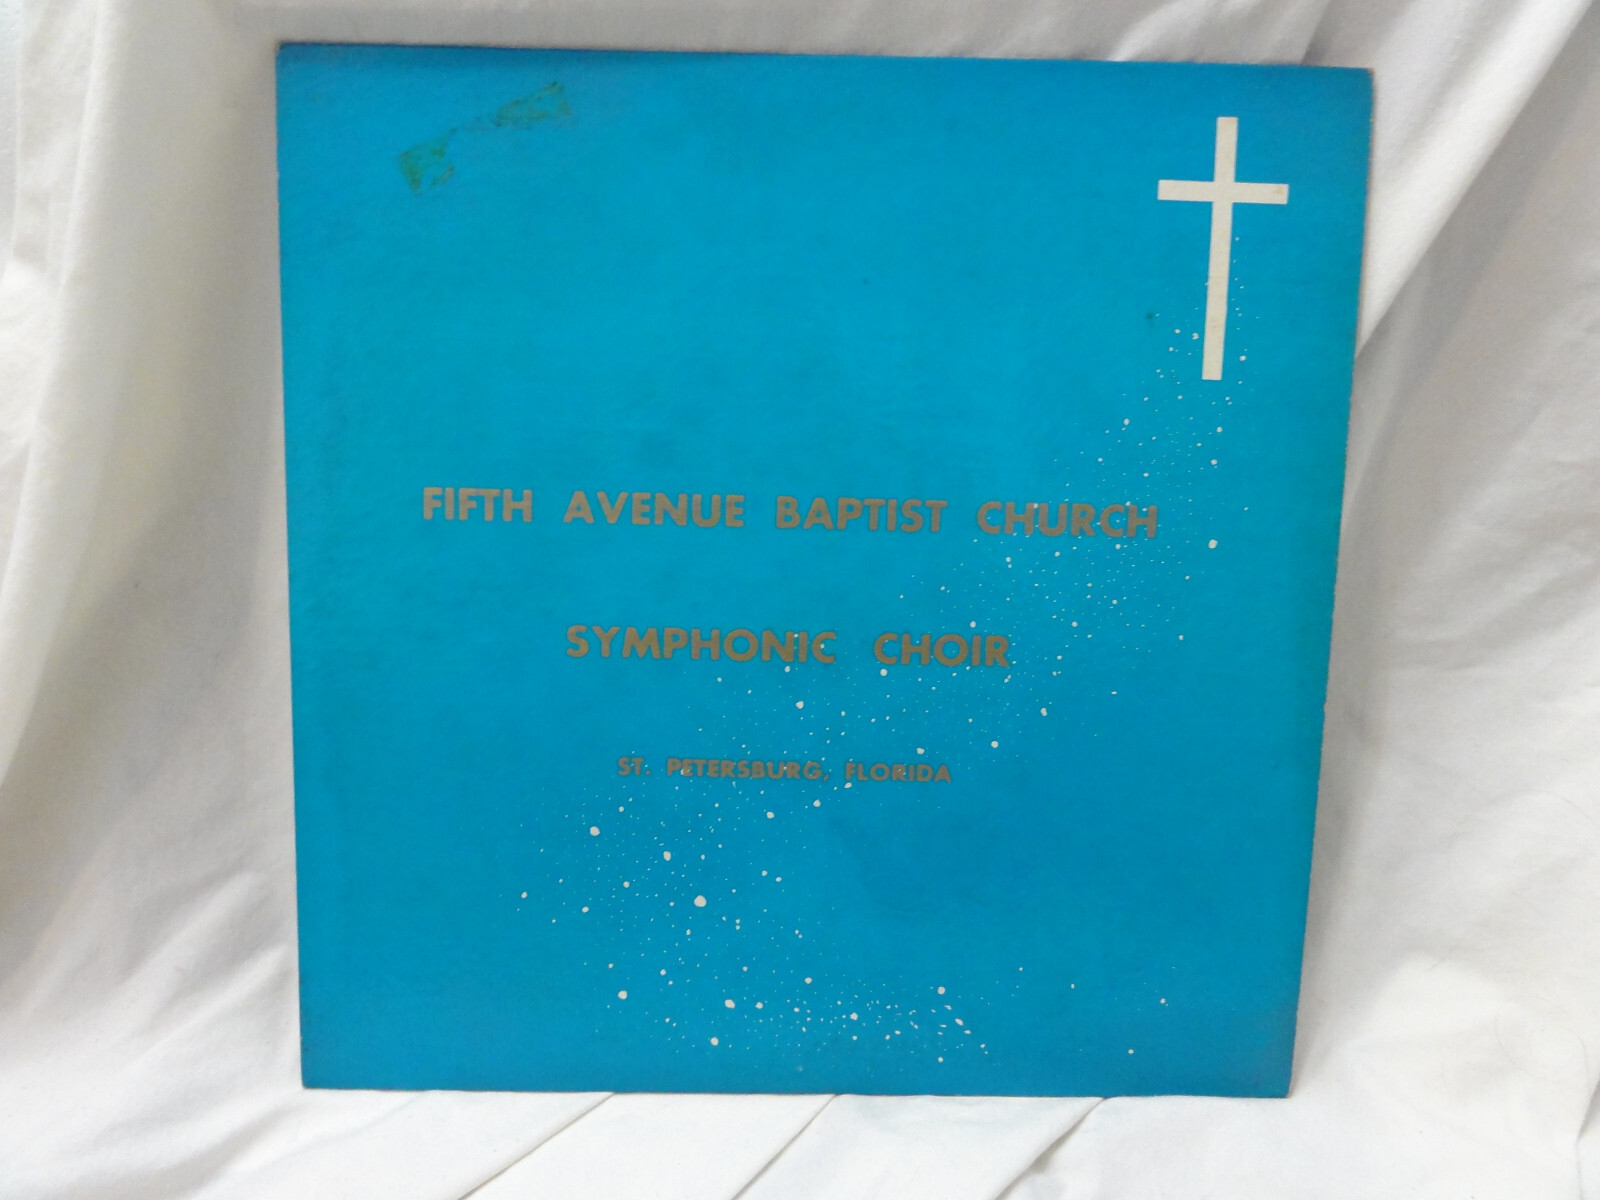 FIFTH AVENUE BAPTIST CHURCH
SYMPHONIC CHOIR
ST. PETERSBURG, FLORIDA